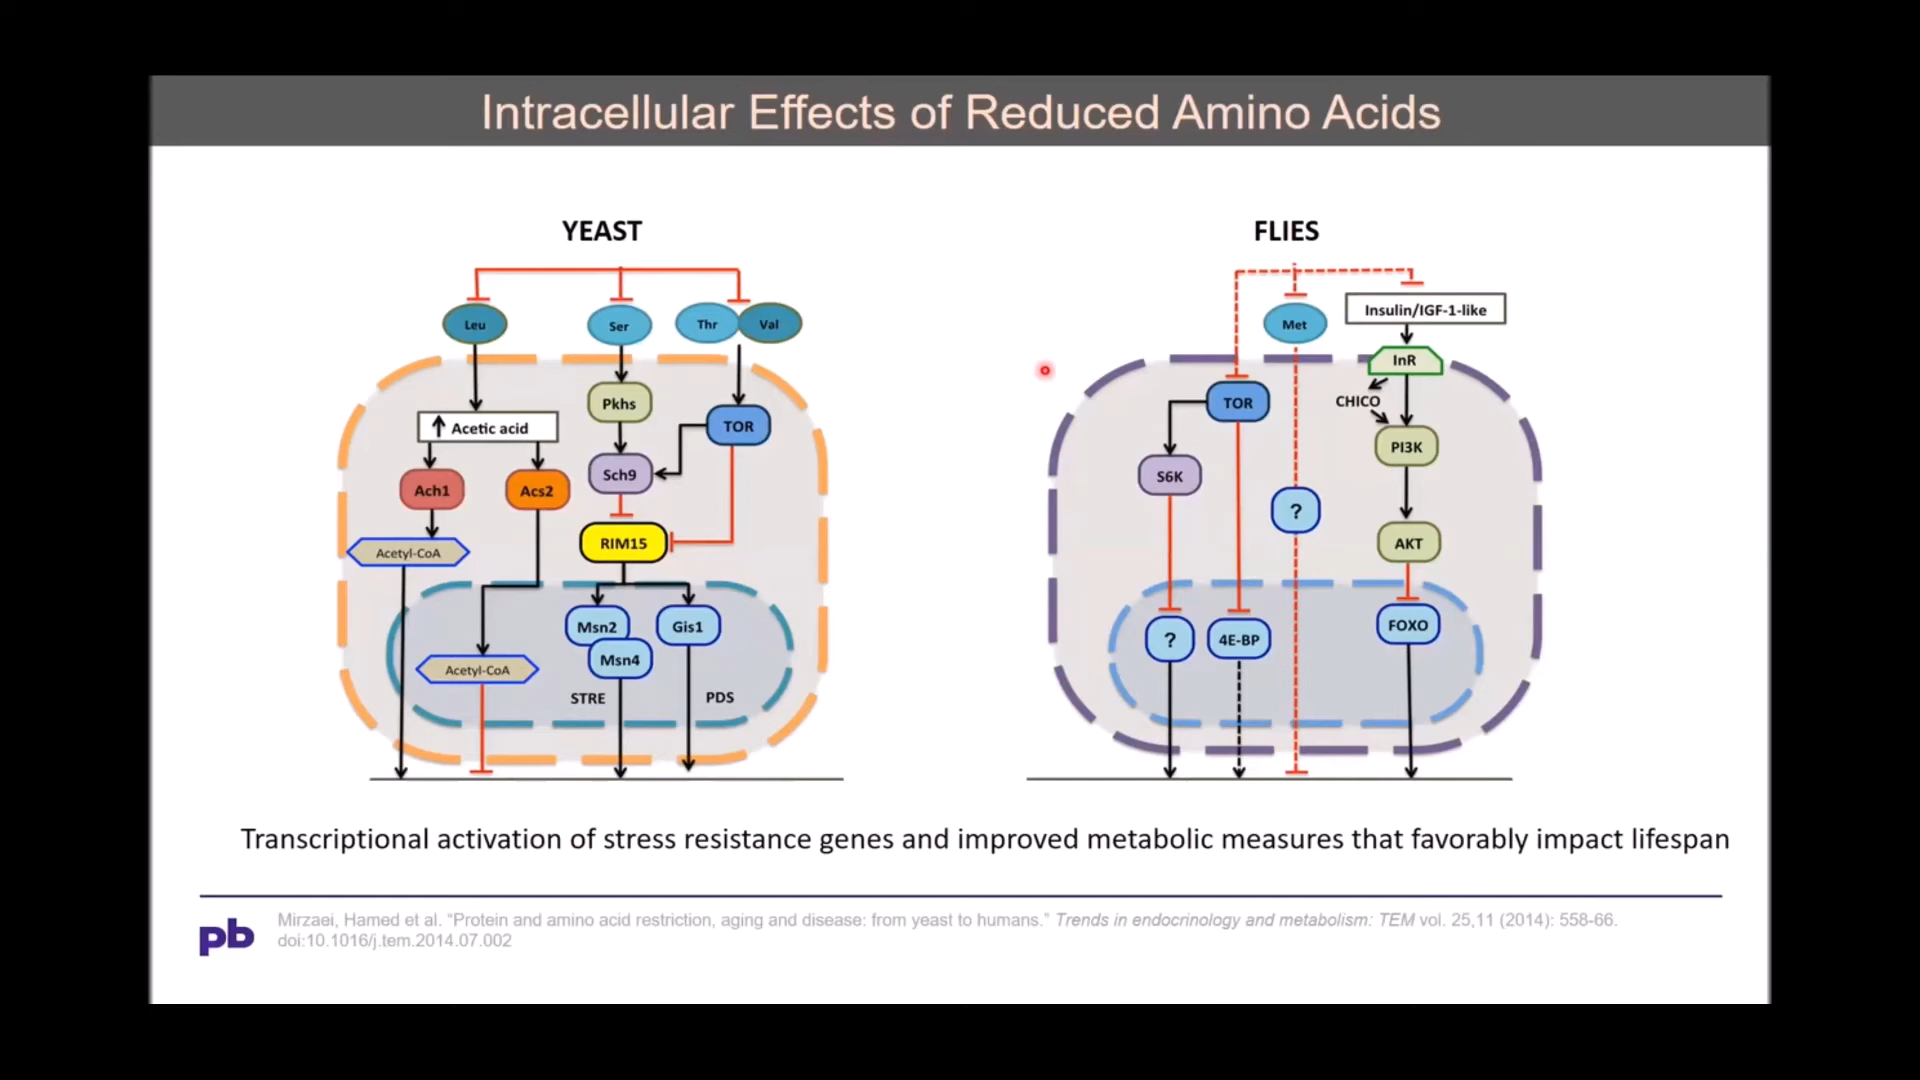 Intracellular Effects of Reduced Amino Acids
YEAST
Leu
Ser
Thr
Val
Pkhs
TOR
Acetic acid
Sch9
Ach1
Acs2
RIM15
Acetyl-CoA
Msn2
Gis1
Msn4
Acetyl-CoA
STRE
PDS
FLIES
Insulin/IGF-1-like
Met
InR
TOR
CHICO
PI3K
S6K
?
AKT
?
4E-BP
FOXO
Transcriptional activation of stress resistance genes and improved metabolic measures that favorably impact lifespan
pb
Mirzaei, Hamed et al. “Protein and amino acid restriction, aging and disease: from yeast to humans.” Trends in endocrinology and metabolism: TEM vol. 25,11 (2014): 558-66.
doi:10.1016/j.tem.2014.07.002